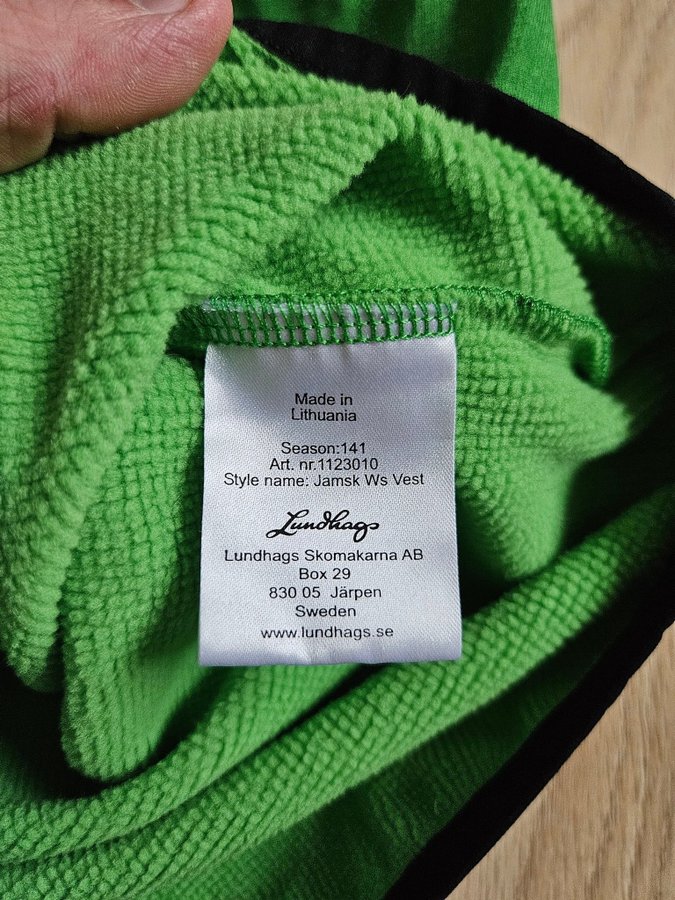 Made in
Lithuania
Season:141
Art. nr.1123010
Style name: Jamsk Ws Vest
Lundhags
Lundhags Skomakarna AB
Box 29
830 05 Järpen
Sweden
www.lundhags.se